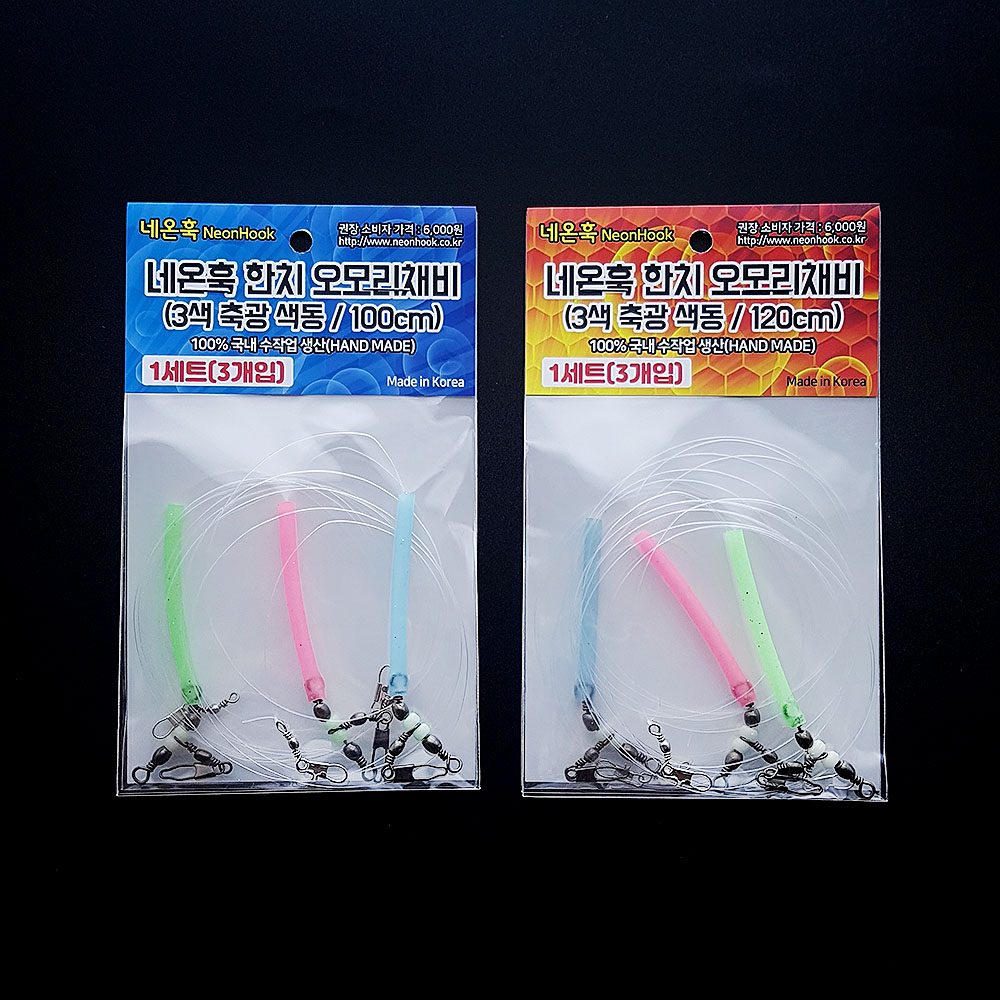 네온훅 NeonHook
권장 소비자 가격 : 6,000원
http://www.neonhook.co.kr
네온훅 한치 오모리채비
(3색 축광 색동 / 100cm)
100% 국내 수작업 생산(HAND MADE)
1세트(3개입)
Made in Korea
네온훅 NeonHook
권장 소비자 가격 : 6,000원
http://www.neonhook.co.kr
네온훅 한치 오모리채비
(3색 축광 색동 / 120cm)
100% 국내 수작업 생산(HAND MADE)
1세트(3개입)
Made in Korea